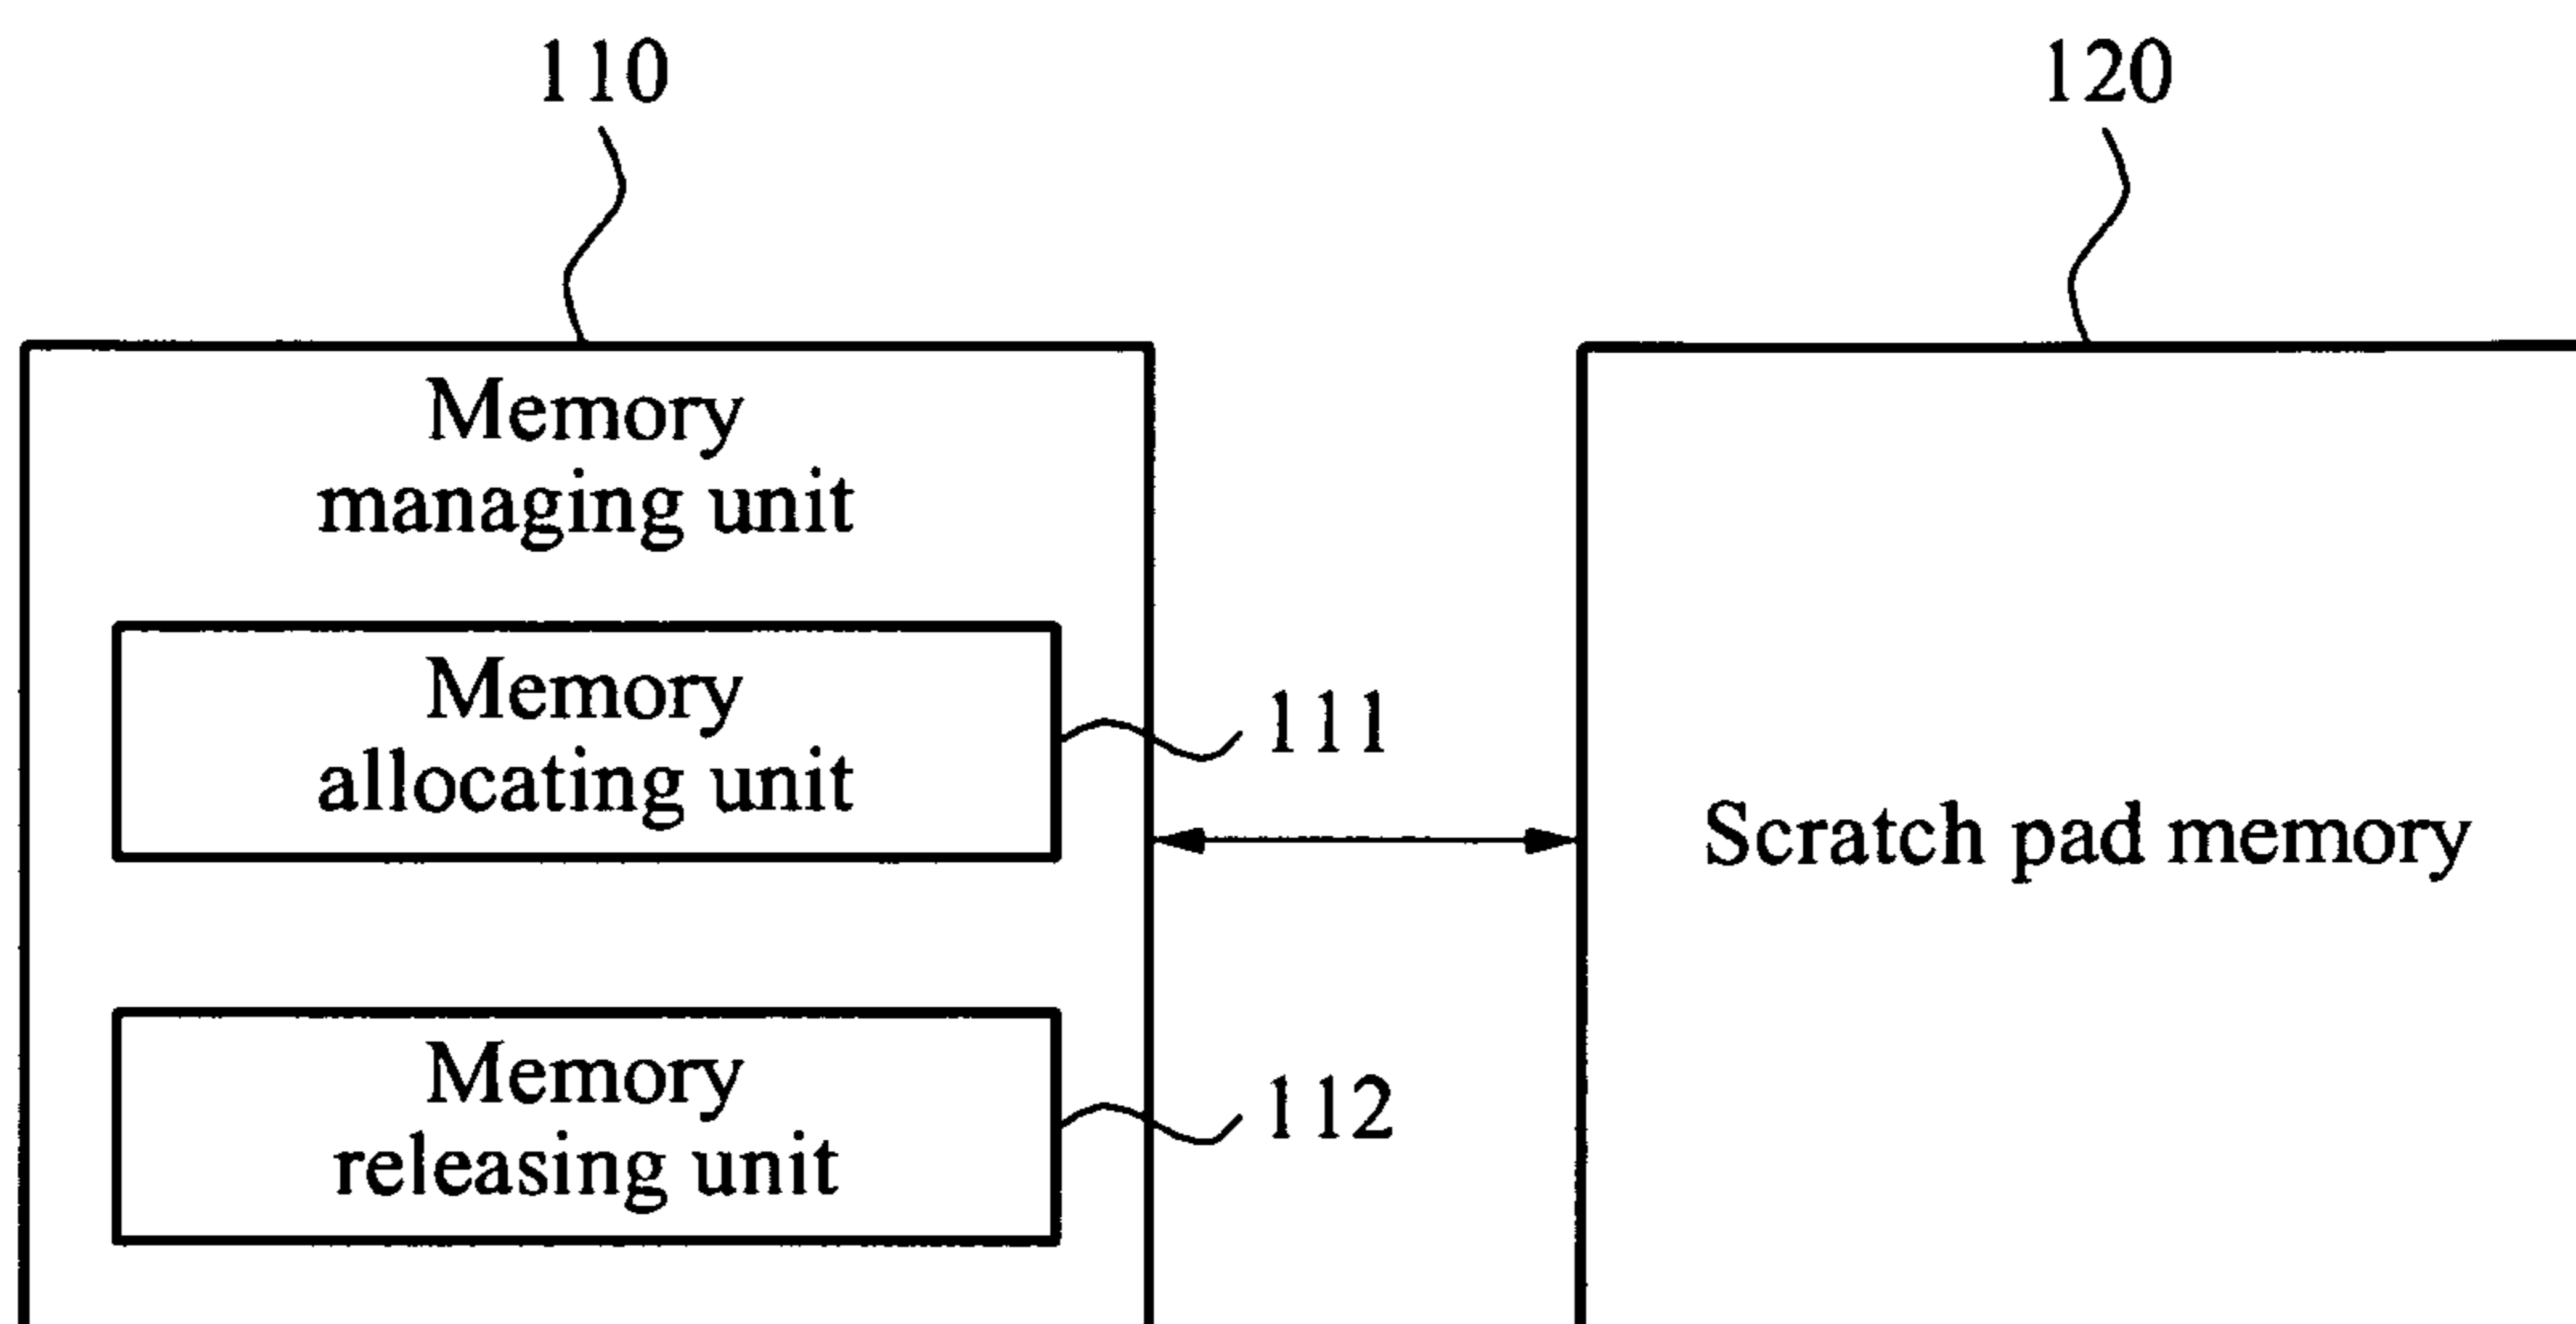 110
120
Memory
managing unit
Memory
allocating unit
111
Scratch pad memory
Memory
releasing unit
112